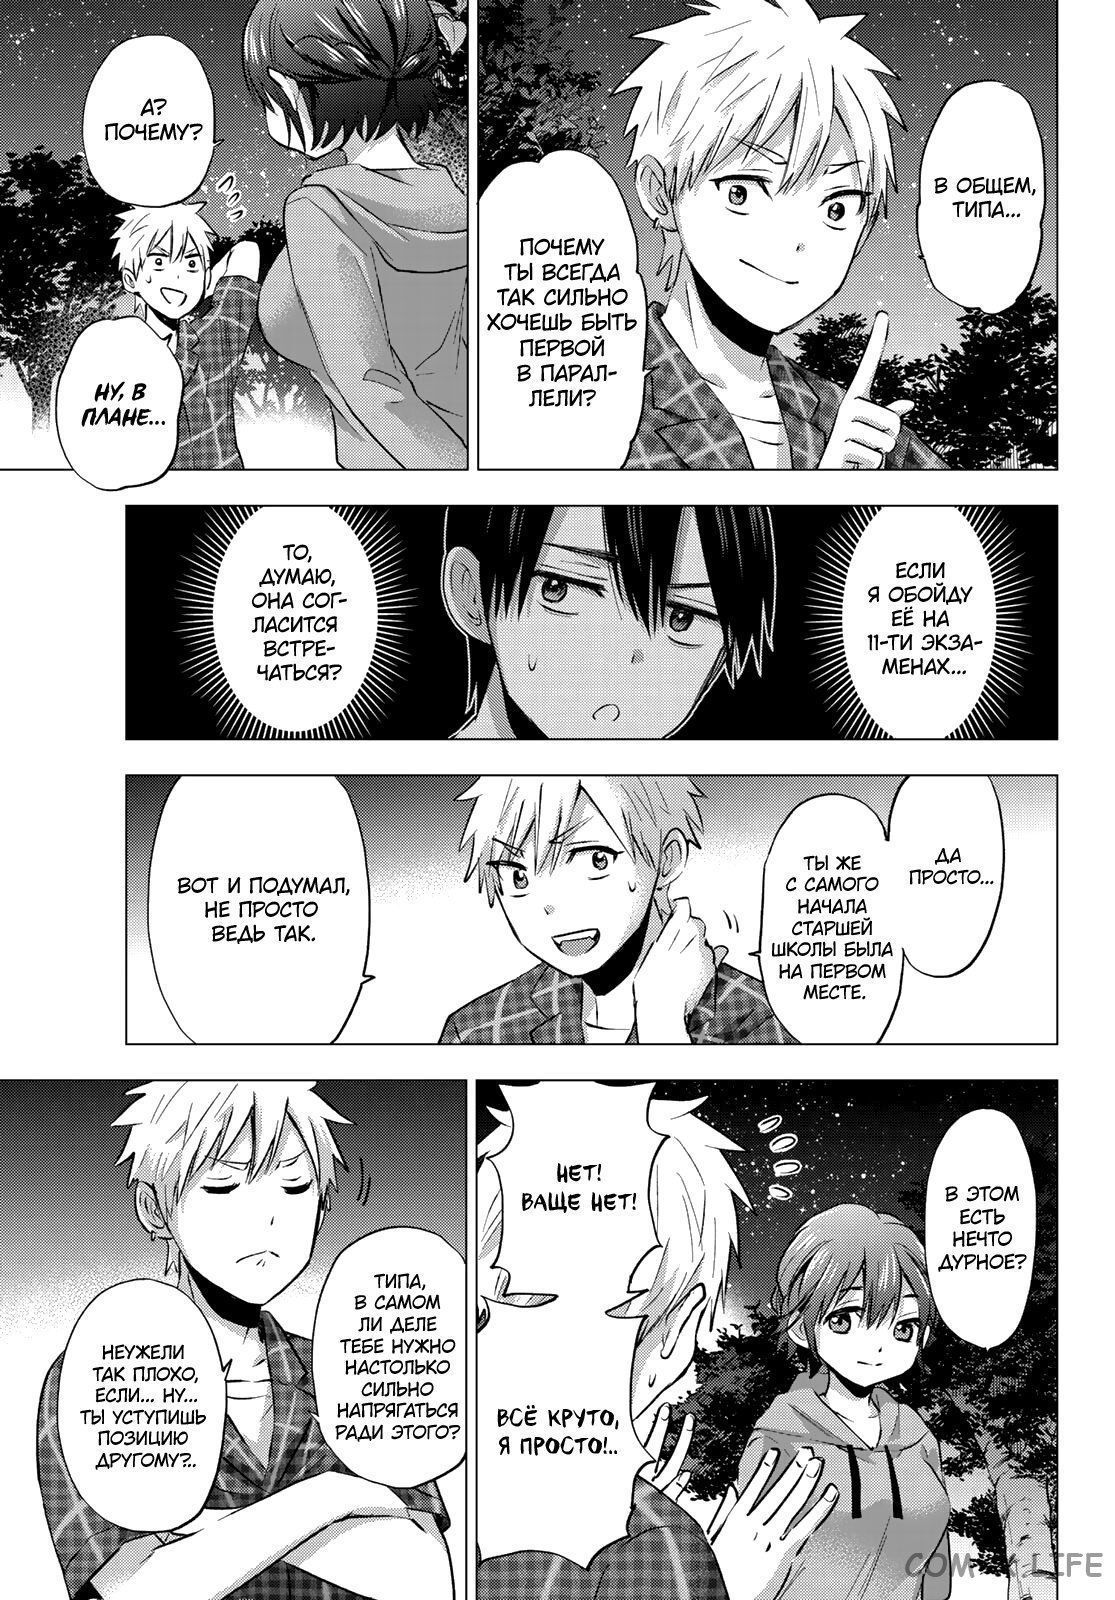 В ОБЩЕМ,
ТИПА...
ПОЧЕМУ
ТЫ ВСЕГДА
ТАК СИЛЬНО
ХОЧЕШЬ БЫТЬ
ПЕРВОЙ
В ПАРАЛ-
ЛЕЛИ?
А?
ПОЧЕМУ?
НУ, В
ПЛАНЕ...
ЕСЛИ
Я ОБОЙДУ
ЕЁ НА
11-ТИ ЭКЗА-
МЕНАХ...
ТО,
ДУМАЮ,
ОНА СОГ-
ЛАСИТСЯ
ВСТРЕ-
ЧАТЬСЯ?
ДА
ПРОСТО...
ТЫ ЖЕ
С САМОГО
НАЧАЛА
СТАРШЕЙ
ШКОЛЫ БЫЛА
НА ПЕРВОМ
МЕСТЕ.
ВОТ И ПОДУМАЛ,
НЕ ПРОСТО
ВЕДЬ ТАК.
В ЭТОМ
ЕСТЬ
НЕЧТО
ДУРНОЕ?
НЕТ!
ВАЩЕ НЕТ!
ВСЁ КРУТО,
Я ПРОСТО!..
ТИПА,
В САМОМ
ЛИ ДЕЛЕ
ТЕБЕ НУЖНО
НАСТОЛЬКО
СИЛЬНО
НАПРЯГАТЬСЯ
РАДИ ЭТОГО?
НЕУЖЕЛИ
ТАК ПЛОХО,
ЕСЛИ... НУ...
ТЫ УСТУПИШЬ
ПОЗИЦИЮ
ДРУГОМУ?..
COM-X LIFE